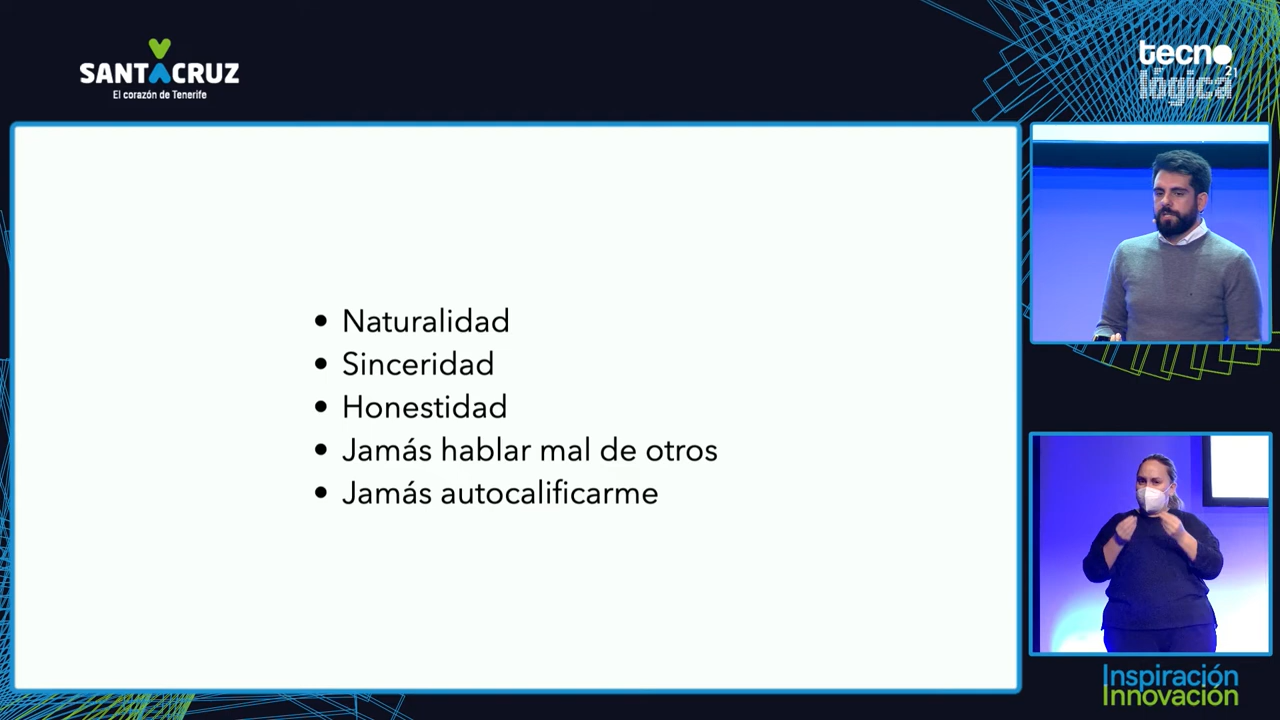 SANTACRUZ
El corazón de Tenerife
tecno
lógica
21
• Naturalidad
• Sinceridad
• Honestidad
• Jamás hablar mal de otros
• Jamás autocalificarme
Inspiración
Innovación